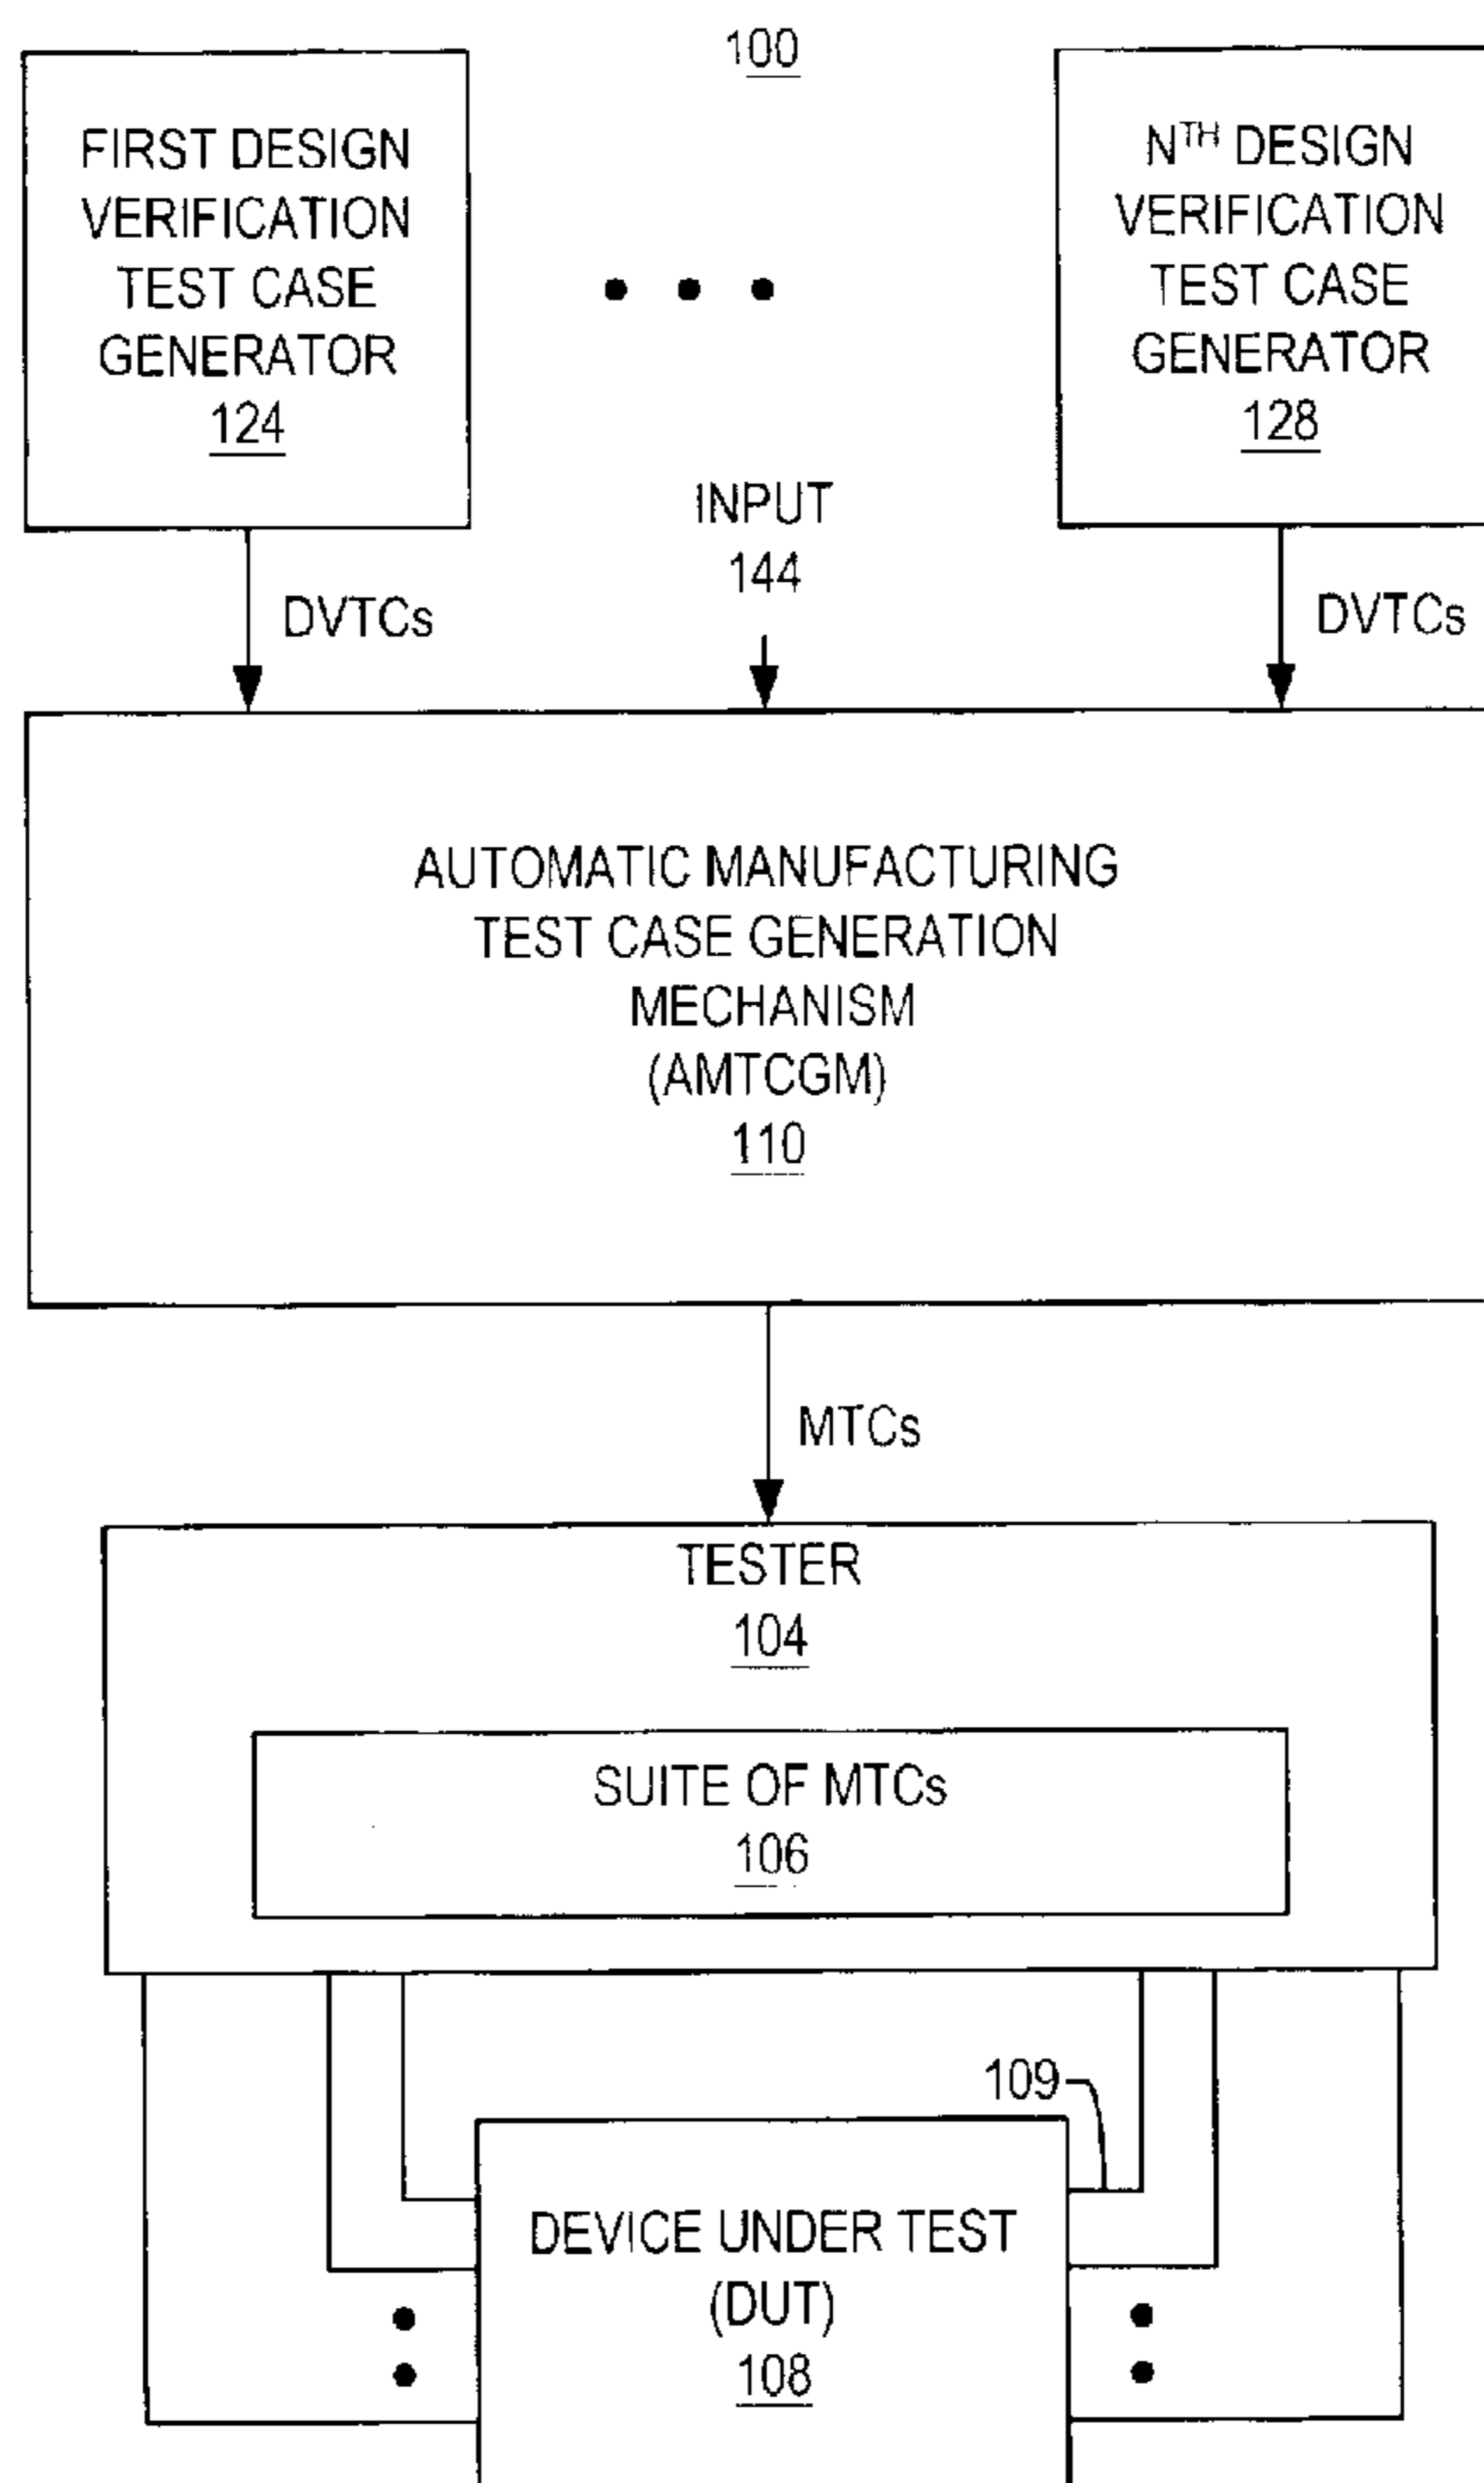 100
FIRST DESIGN
VERIFICATION
TEST CASE
GENERATOR
124
NTH DESIGN
VERIFICATION
TEST CASE
GENERATOR
128
INPUT
144
DVTCs
DVTCs
AUTOMATIC MANUFACTURING
TEST CASE GENERATION
MECHANISM
(AMTCGM)
110
MTCs
TESTER
104
SUITE OF MTCs
106
109
DEVICE UNDER TEST
(DUT)
108